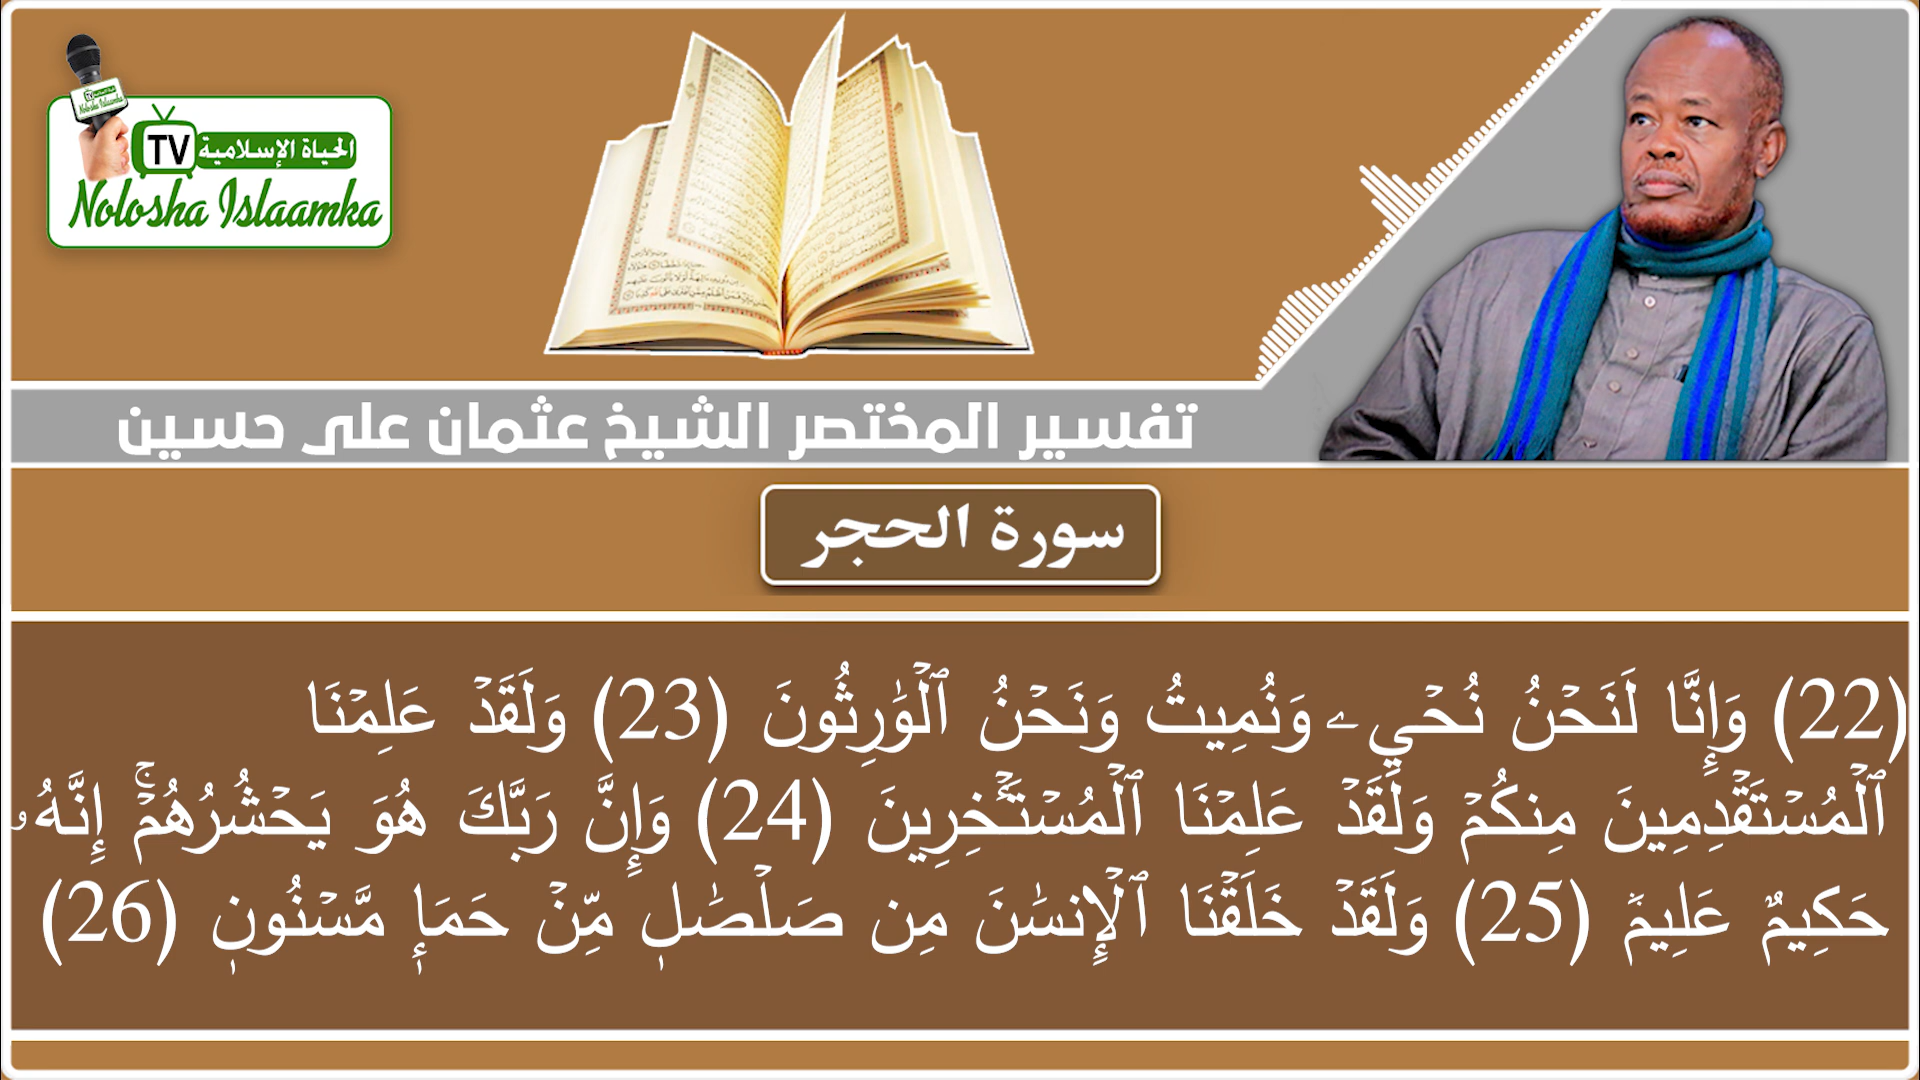 TV الحياة الإسلامية
Nolosha Islaamka
تفسير المختصر الشيخ عثمان على حسين
سورة الحجر
(22) وَإِنَّا لَنَحۡنُ نُحۡيِۦ وَنُمِيتُ وَنَحۡنُ ٱلۡوَٰرِثُونَ (23) وَلَقَدۡ عَلِمۡنَا
ٱلۡمُسۡتَقۡدِمِينَ مِنكُمۡ وَلَقَدۡ عَلِمۡنَا ٱلۡمُسۡتَـٔۡخِرِينَ (24) وَإِنَّ رَبَّكَ هُوَ يَحۡشُرُهُمۡۚ إِنَّهُۥ
حَكِيمٌ عَلِيمٞ (25) وَلَقَدۡ خَلَقۡنَا ٱلۡإِنسَٰنَ مِن صَلۡصَٰلٖ مِّنۡ حَمَإٖ مَّسۡنُونٖ (26)